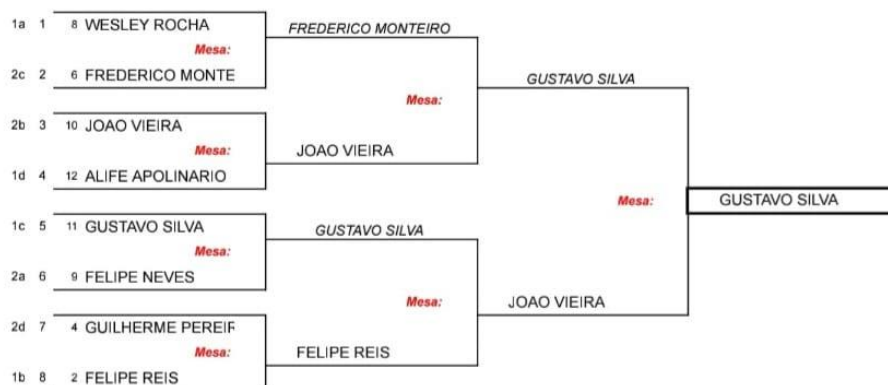 1a 1 8 WESLEY ROCHA
FREDERICO MONTEIRO
Mesa:
2c 2 6 FREDERICO MONTE
GUSTAVO SILVA
Mesa:
2b 3 10 JOAO VIEIRA
Mesa:
JOAO VIEIRA
1d 4 12 ALIFE APOLINARIO
Mesa:
GUSTAVO SILVA
1c 5 11 GUSTAVO SILVA
GUSTAVO SILVA
Mesa:
2a 6 9 FELIPE NEVES
Mesa:
JOAO VIEIRA
2d 7 4 GUILHERME PEREIR
Mesa:
FELIPE REIS
1b 8 2 FELIPE REIS